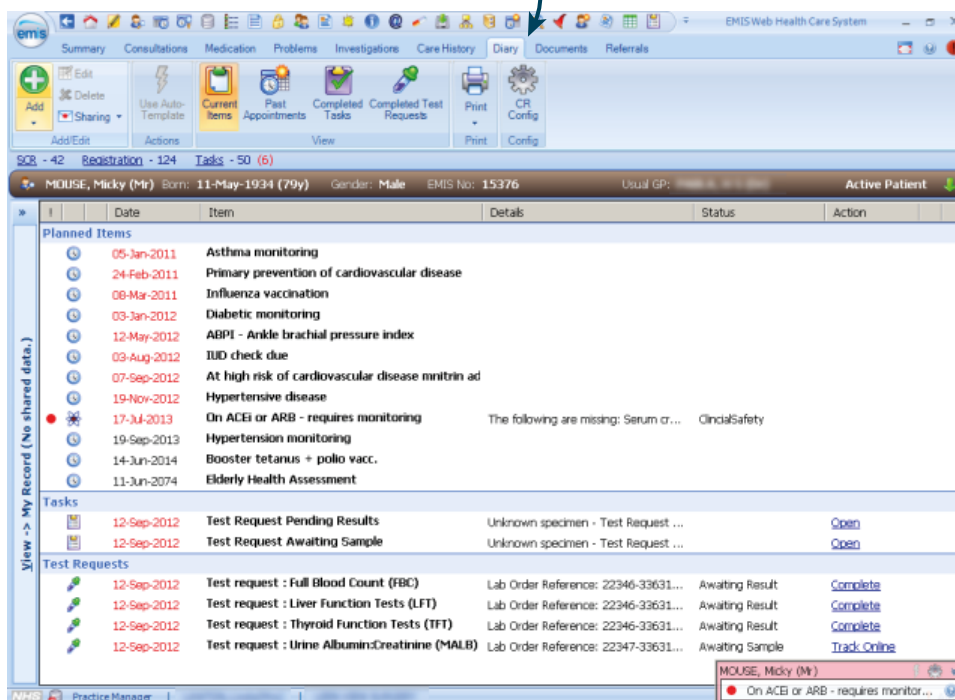 emis
EMIS Web Health Care System
Summary Consultations Medication Problems Investigations Care History Diary Documents Referrals
Add
Edit
Delete
Sharing
Use Auto-Template
Current Items
Past Appointments
Completed Tasks
Completed Test Requests
Print
CR Config
Add/Edit Actions View Print Config
SCR - 42 Registration - 124 Tasks - 50 (6)
MOUSE, Micky (Mr) Born: 11-May-1934 (79y) Gender: Male EMIS No: 15376 Usual GP: Active Patient
» ! Date Item Details Status Action
View -> My Record (No shared data.)
Planned Items
05-Jan-2011 Asthma monitoring
24-Feb-2011 Primary prevention of cardiovascular disease
08-Mar-2011 Influenza vaccination
03-Jan-2012 Diabetic monitoring
12-May-2012 ABPI - Ankle brachial pressure index
03-Aug-2012 IUD check due
07-Sep-2012 At high risk of cardiovascular disease mnitrin ad
19-Nov-2012 Hypertensive disease
17-Jul-2013 On ACEi or ARB - requires monitoring The following are missing: Serum cr... ClincialSafety
19-Sep-2013 Hypertension monitoring
14-Jun-2014 Booster tetanus + polio vacc.
11-Jun-2074 Elderly Health Assessment
Tasks
12-Sep-2012 Test Request Pending Results Unknown specimen - Test Request ... Open
12-Sep-2012 Test Request Awaiting Sample Unknown specimen - Test Request ... Open
Test Requests
12-Sep-2012 Test request : Full Blood Count (FBC) Lab Order Reference: 22346-33631... Awaiting Result Complete
12-Sep-2012 Test request : Liver Function Tests (LFT) Lab Order Reference: 22346-33631... Awaiting Result Complete
12-Sep-2012 Test request : Thyroid Function Tests (TFT) Lab Order Reference: 22346-33631... Awaiting Result Complete
12-Sep-2012 Test request : Urine Albumin:Creatinine (MALB) Lab Order Reference: 22347-33631... Awaiting Sample Track Online
MOUSE, Micky (Mr)
On ACEi or ARB - requires monitor...
NHS Practice Manager